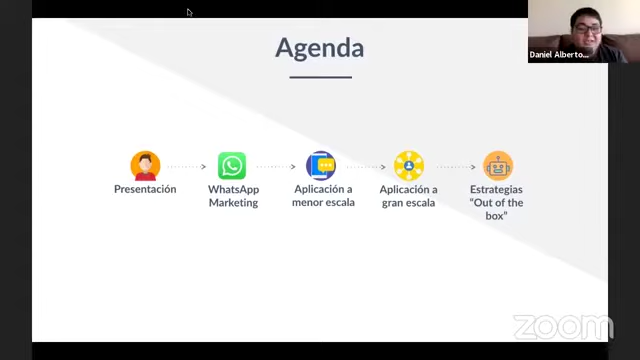 Agenda
Daniel Alberto...
Presentación
WhatsApp
Marketing
Aplicación a
menor escala
Aplicación a
gran escala
Estrategias
“Out of the
box”
zoom